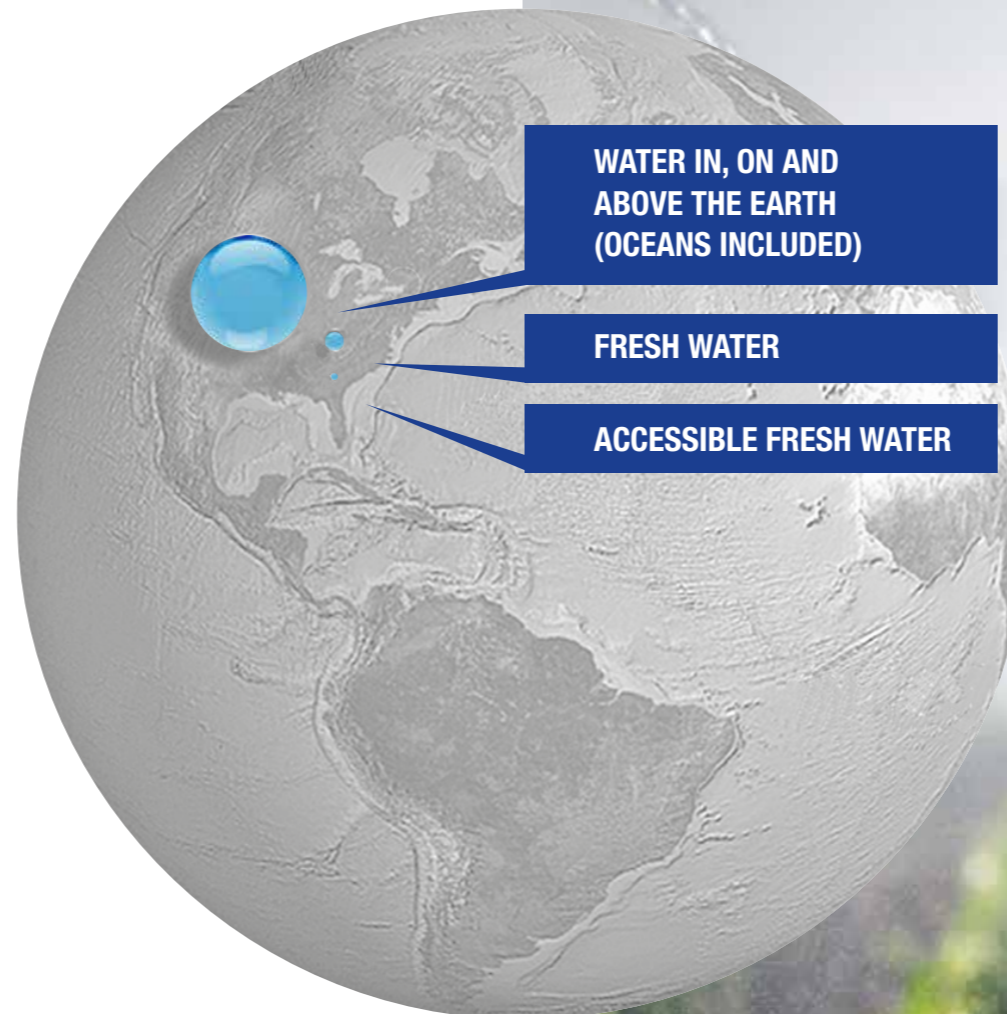 WATER IN, ON AND
ABOVE THE EARTH
(OCEANS INCLUDED)
FRESH WATER
ACCESSIBLE FRESH WATER